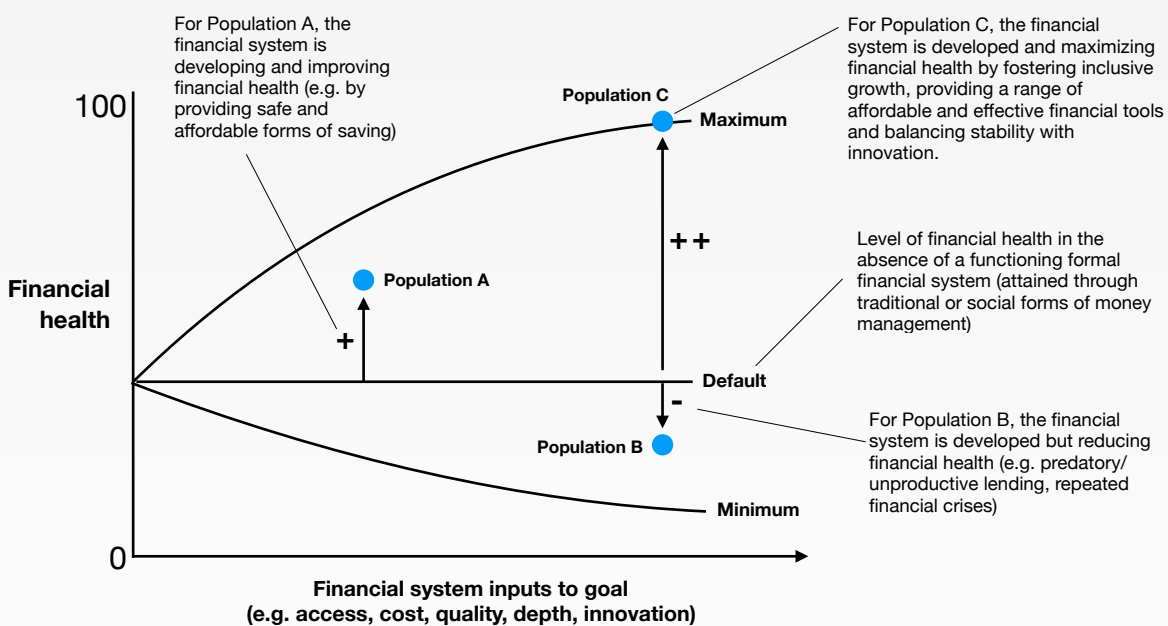 For Population A, the
financial system is
developing and improving
financial health (e.g. by
providing safe and
affordable forms of saving)
For Population C, the financial
system is developed and maximizing
financial health by fostering inclusive
growth, providing a range of
affordable and effective financial tools
and balancing stability with
innovation.
100
Population C
Maximum
++
Level of financial health in the
absence of a functioning formal
financial system (attained through
traditional or social forms of money
management)
Financial
health
Population A
+
Default
-
For Population B, the financial
system is developed but reducing
financial health (e.g. predatory/
unproductive lending, repeated
financial crises)
Population B
Minimum
0
Financial system inputs to goal
(e.g. access, cost, quality, depth, innovation)